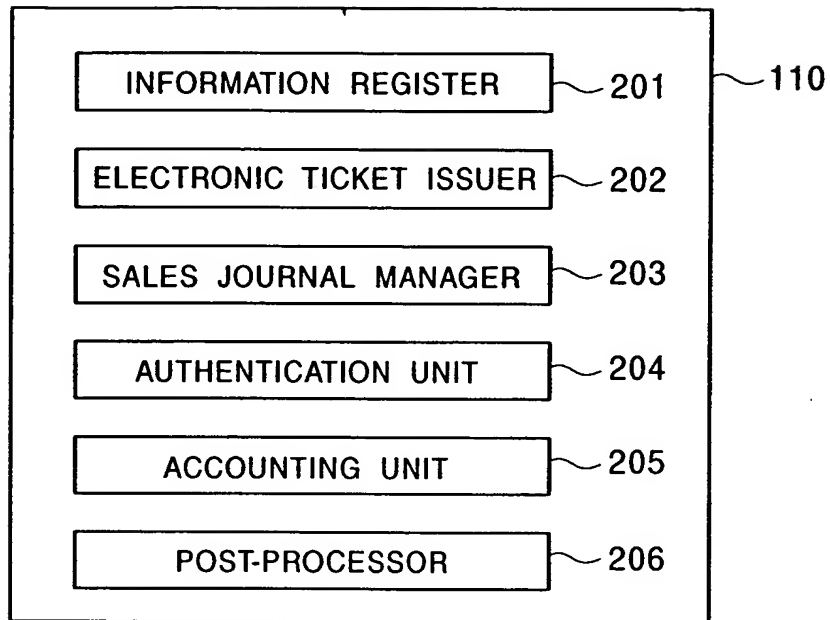 INFORMATION REGISTER 201 110
ELECTRONIC TICKET ISSUER 202
SALES JOURNAL MANAGER 203
AUTHENTICATION UNIT 204
ACCOUNTING UNIT 205
POST-PROCESSOR 206